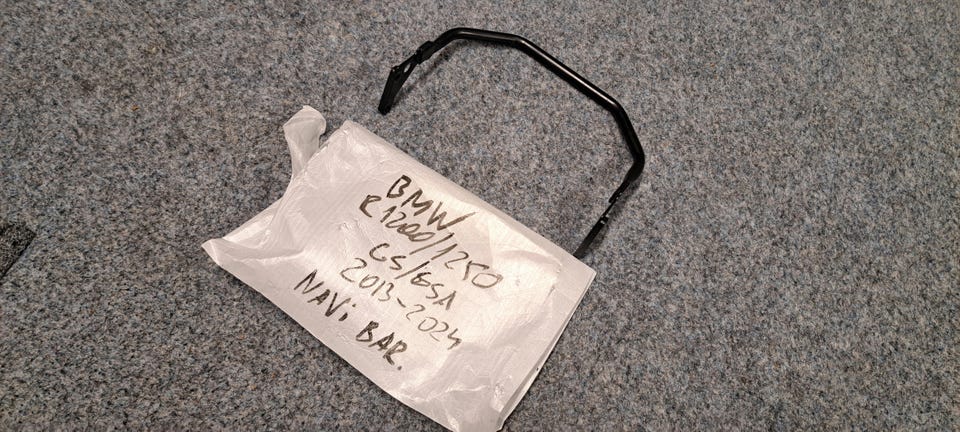 BMW
R1200/1250
GS/GSA
2013-2024
NAVi BAR.